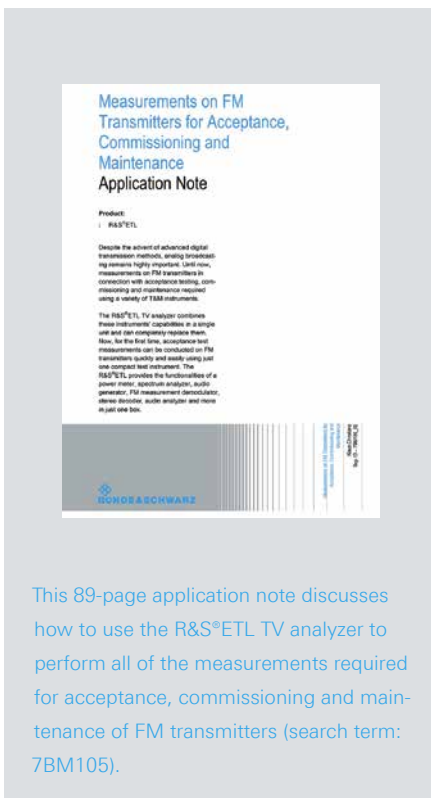 Measurements on FM
Transmitters for Acceptance,
Commissioning and
Maintenance
Application Note
Product:
: R&S®ETL
Despite the advent of advanced digital
transmission methods, analog broadcast-
ing remains highly important. Until now,
measurements on FM transmitters in
connection with acceptance testing, com-
missioning and maintenance required
using a variety of T&M instruments.
The R&S®ETL TV analyzer combines
these instruments' capabilities in a single
unit and can completely replace them.
Now, for the first time, acceptance test
measurements can be conducted on FM
transmitters quickly and easily using just
one compact test instrument. The
R&S®ETL provides the functionalities of a
power meter, spectrum analyzer, audio
generator, FM measurement demodulator,
stereo decoder, audio analyzer and more
in just one box.
ROHDE&SCHWARZ
This 89-page application note discusses
how to use the R&S®ETL TV analyzer to
perform all of the measurements required
for acceptance, commissioning and main-
tenance of FM transmitters (search term:
7BM105).